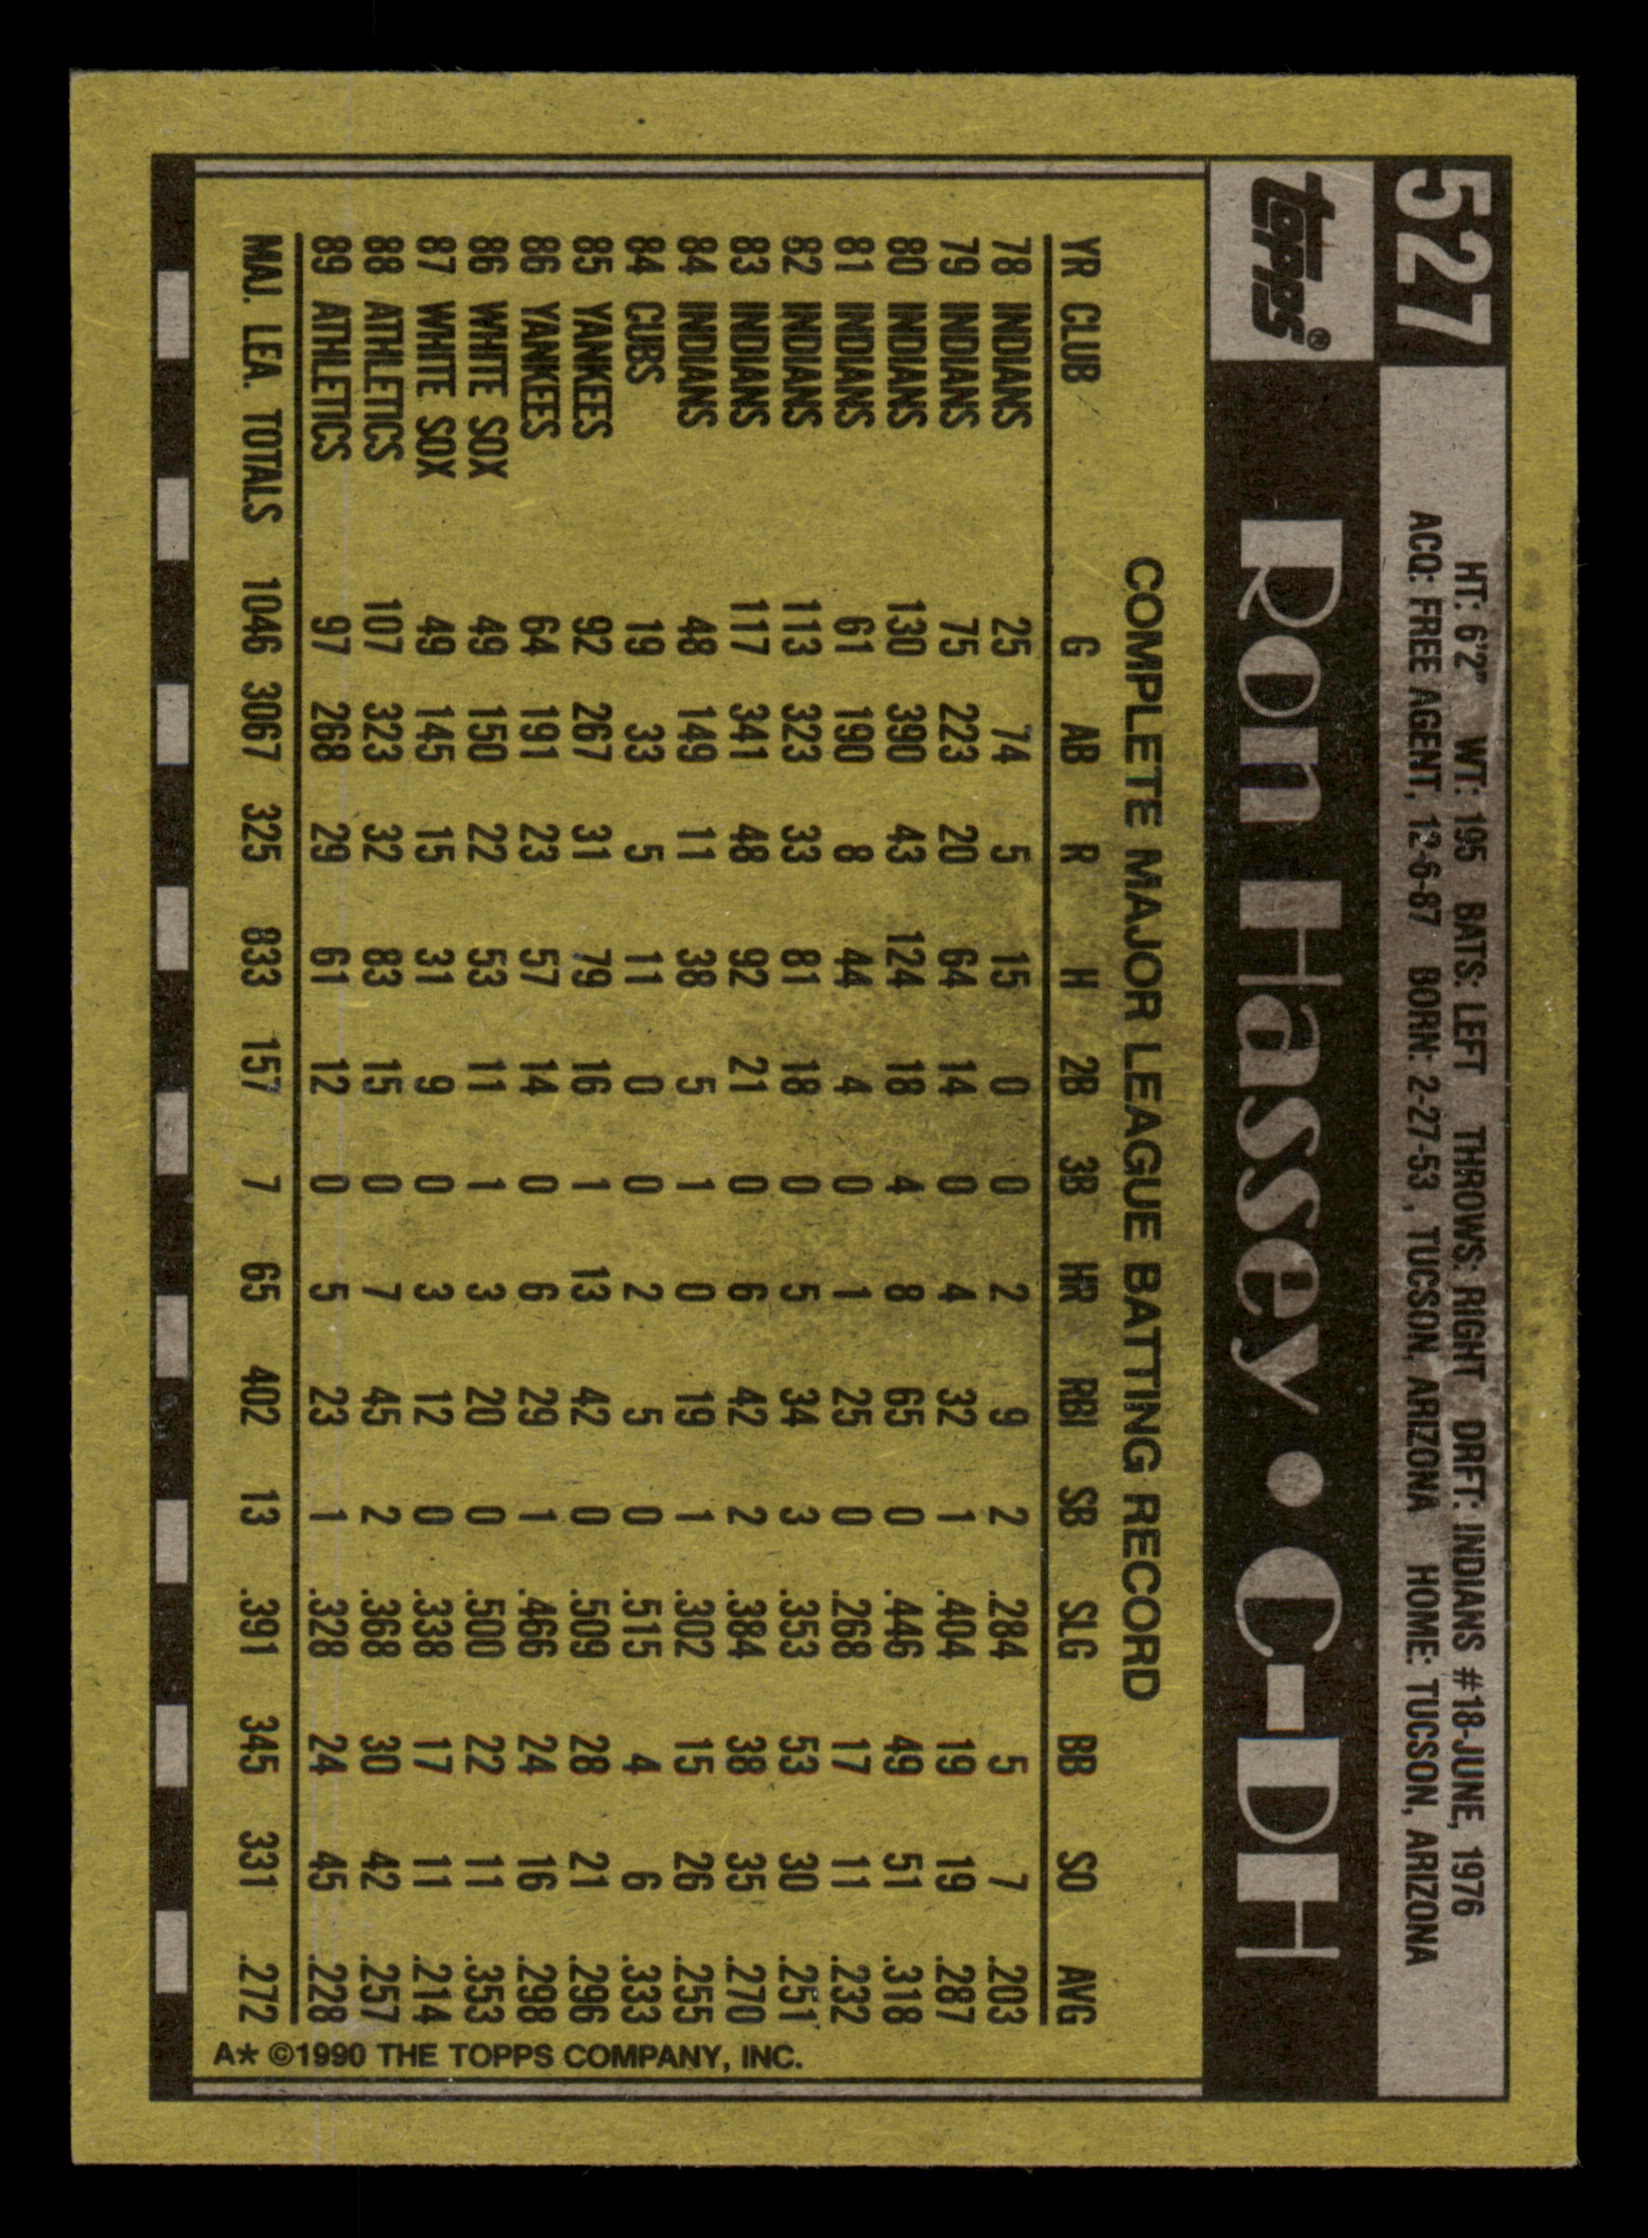 527
HT: 6'2" WT: 195 BATS: LEFT THROWS: RIGHT DRFT: INDIANS #18-JUNE, 1976
ACQ: FREE AGENT, 12-6-87 BORN: 2-27-53, TUCSON, ARIZONA HOME: TUCSON, ARIZONA
topps®
Ron Hassey • C-DH
COMPLETE MAJOR LEAGUE BATTING RECORD
YR CLUB G AB R H 2B 3B HR RBI SB SLG BB SO AVG
78 INDIANS 25 74 5 15 0 0 2 9 2 .284 5 7 .203
79 INDIANS 75 223 20 64 14 0 4 32 1 .404 19 19 .287
80 INDIANS 130 390 43 124 18 4 8 65 0 .446 49 51 .318
81 INDIANS 61 190 8 44 4 0 1 25 0 .268 17 11 .232
82 INDIANS 113 323 33 81 18 0 5 34 3 .353 53 30 .251
83 INDIANS 117 341 48 92 21 0 6 42 2 .384 38 35 .270
84 INDIANS 48 149 11 38 5 1 0 19 1 .302 15 26 .255
84 CUBS 19 33 5 11 0 0 2 5 0 .515 4 6 .333
85 YANKEES 92 267 31 79 16 1 13 42 0 .509 28 21 .296
86 YANKEES 64 191 23 57 14 0 6 29 1 .466 24 16 .298
86 WHITE SOX 49 150 22 53 11 1 3 20 0 .500 22 11 .353
87 WHITE SOX 49 145 15 31 9 0 3 12 0 .338 17 11 .214
88 ATHLETICS 107 323 32 83 15 0 7 45 2 .368 30 42 .257
89 ATHLETICS 97 268 29 61 12 0 5 23 1 .328 24 45 .228
MAJ. LEA. TOTALS 1046 3067 325 833 157 7 65 402 13 .391 345 331 .272
A* ©1990 THE TOPPS COMPANY, INC.